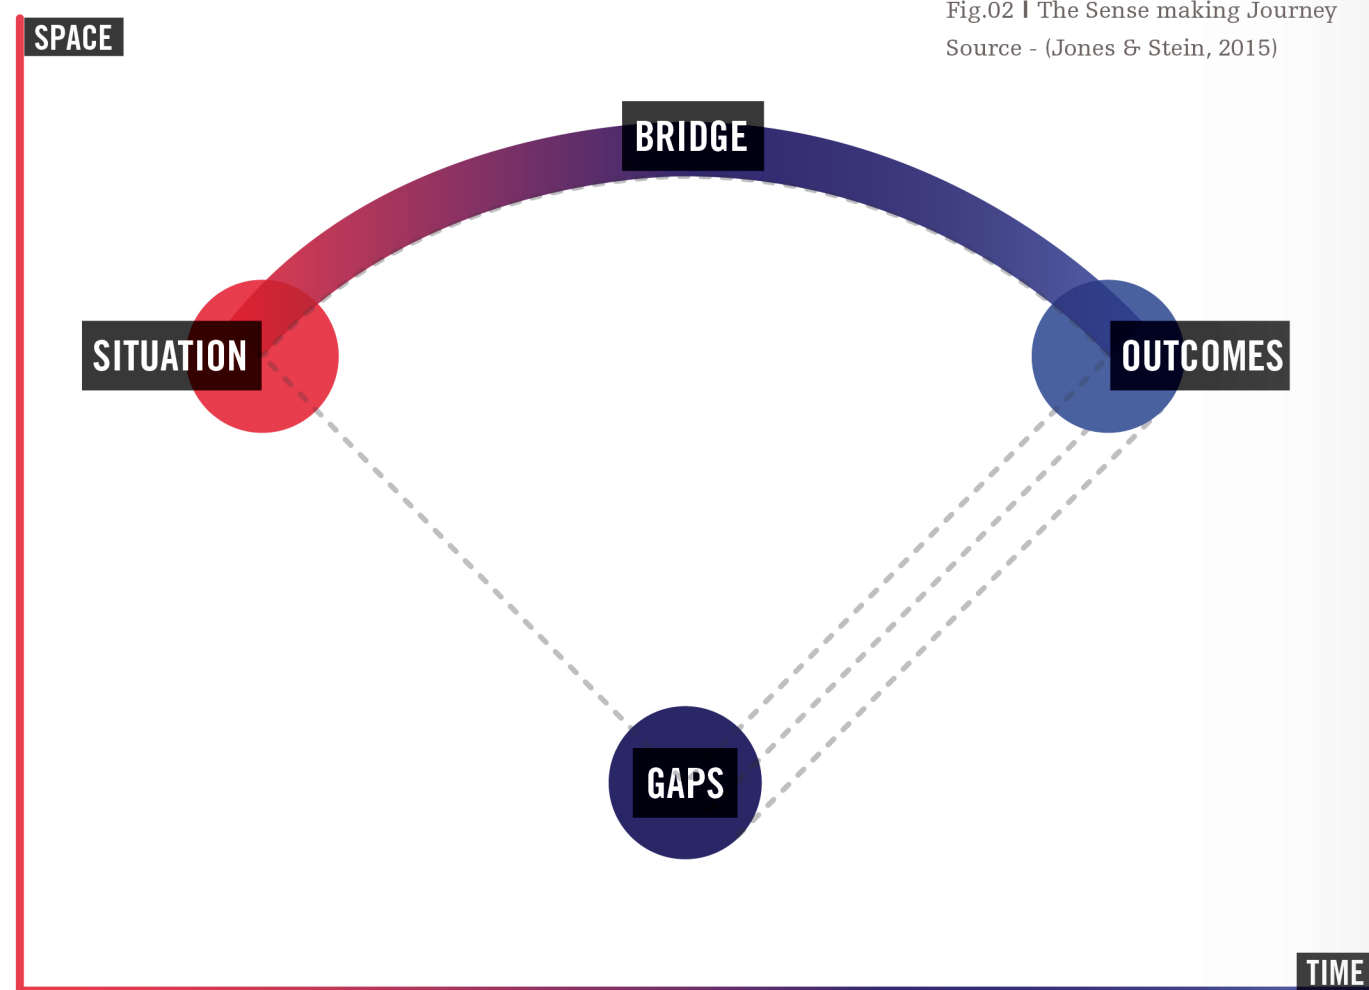 Fig.02 | The Sense making Journey
Source - (Jones & Stein, 2015)
SPACE
BRIDGE
SITUATION
OUTCOMES
GAPS
TIME